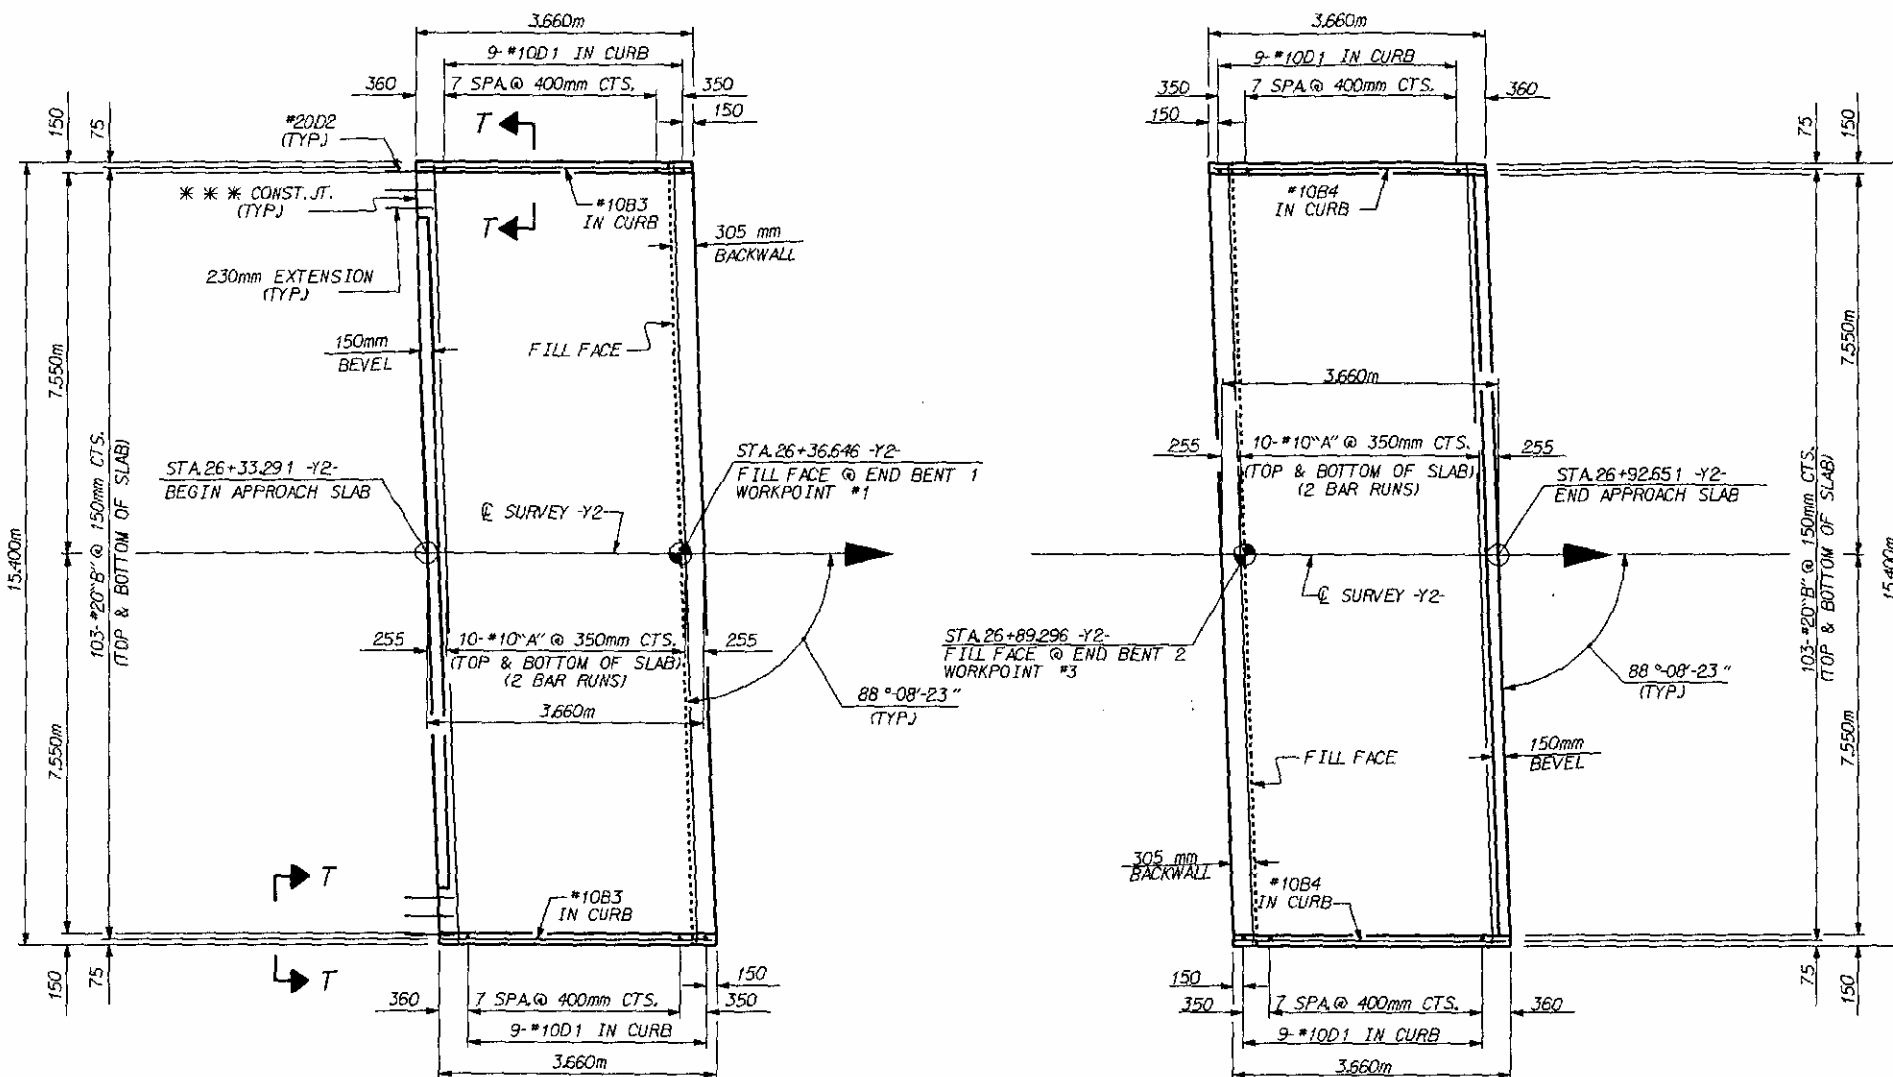 3.660m
9-#10D1 IN CURB
360
7 SPA.@ 400mm CTS.
350
150
150
75
#20D2
(TYP.)
T
* * * CONST. JT.
(TYP.)
#10B3
IN CURB
T
305 mm
BACKWALL
230mm EXTENSION
(TYP.)
FILL FACE
150mm
BEVEL
7.550m
STA.26+33.291 -Y2-
BEGIN APPROACH SLAB
STA.26+36.646 -Y2-
FILL FACE @ END BENT 1
WORKPOINT #1
℄ SURVEY -Y2-
15.400m
103-#20"B" @ 150mm CTS.
(TOP & BOTTOM OF SLAB)
255
10-#10"A" @ 350mm CTS.
255
(TOP & BOTTOM OF SLAB)
(2 BAR RUNS)
88°-08'-23"
(TYP.)
3.660m
7.550m
T
#10B3
IN CURB
T
150
75
150
360
7 SPA.@ 400mm CTS.
350
9-#10D1 IN CURB
3.660m
3.660m
9-#10D1 IN CURB
350
7 SPA.@ 400mm CTS.
360
150
75
150
#10B4
IN CURB
7.550m
3.660m
255
10-#10"A" @ 350mm CTS.
255
(TOP & BOTTOM OF SLAB)
(2 BAR RUNS)
STA.26+92.651 -Y2-
END APPROACH SLAB
103-#20"B" @ 150mm CTS.
(TOP & BOTTOM OF SLAB)
15.400m
℄ SURVEY -Y2-
STA.26+89.296 -Y2-
FILL FACE @ END BENT 2
WORKPOINT #3
88°-08'-23"
(TYP.)
FILL FACE
150mm
BEVEL
7.550m
305 mm
BACKWALL
#10B4
IN CURB
150
350
7 SPA.@ 400mm CTS.
360
75
150
9-#10D1 IN CURB
3.660m